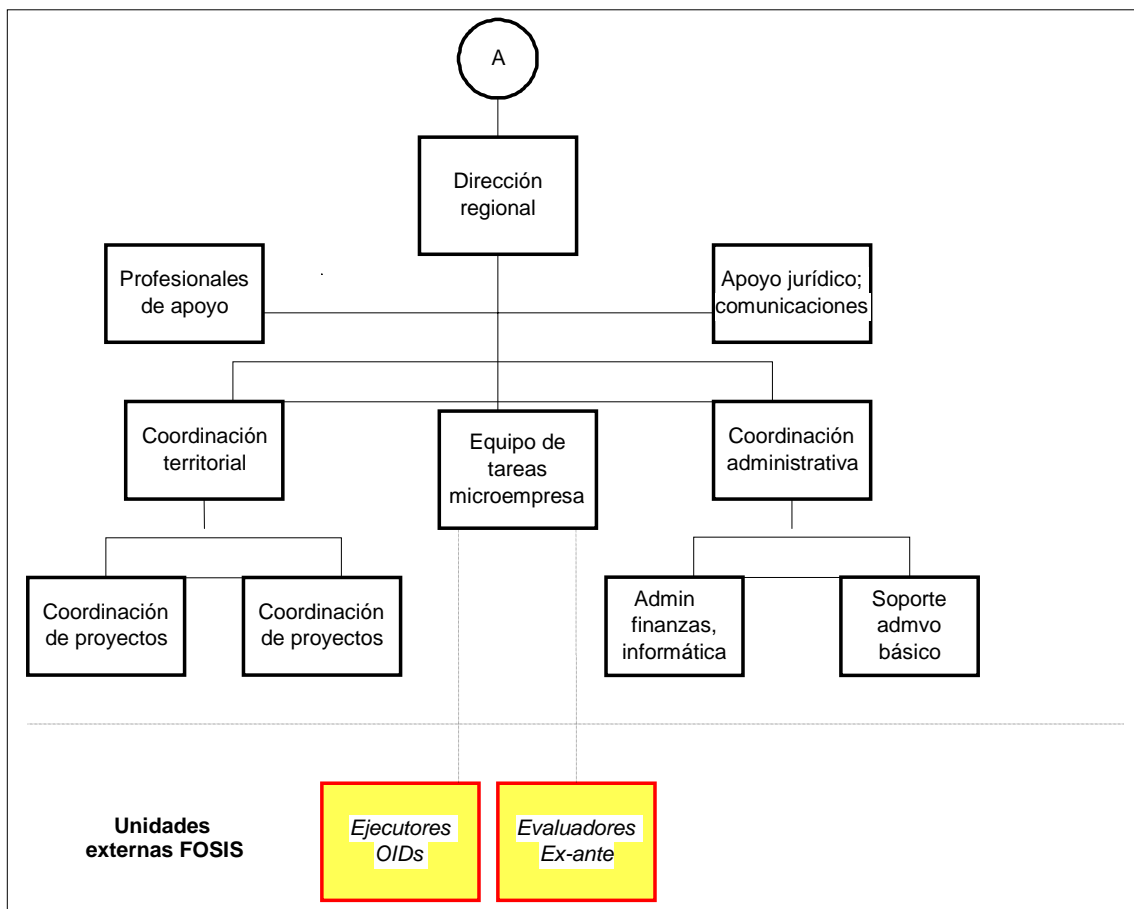 A
Dirección
regional
Profesionales
de apoyo
Apoyo jurídico;
comunicaciones
Coordinación
territorial
Equipo de
tareas
microempresa
Coordinación
administrativa
Coordinación
de proyectos
Coordinación
de proyectos
Admin
finanzas,
informática
Soporte
admvo
básico
Unidades
externas FOSIS
Ejecutores
OIDs
Evaluadores
Ex-ante